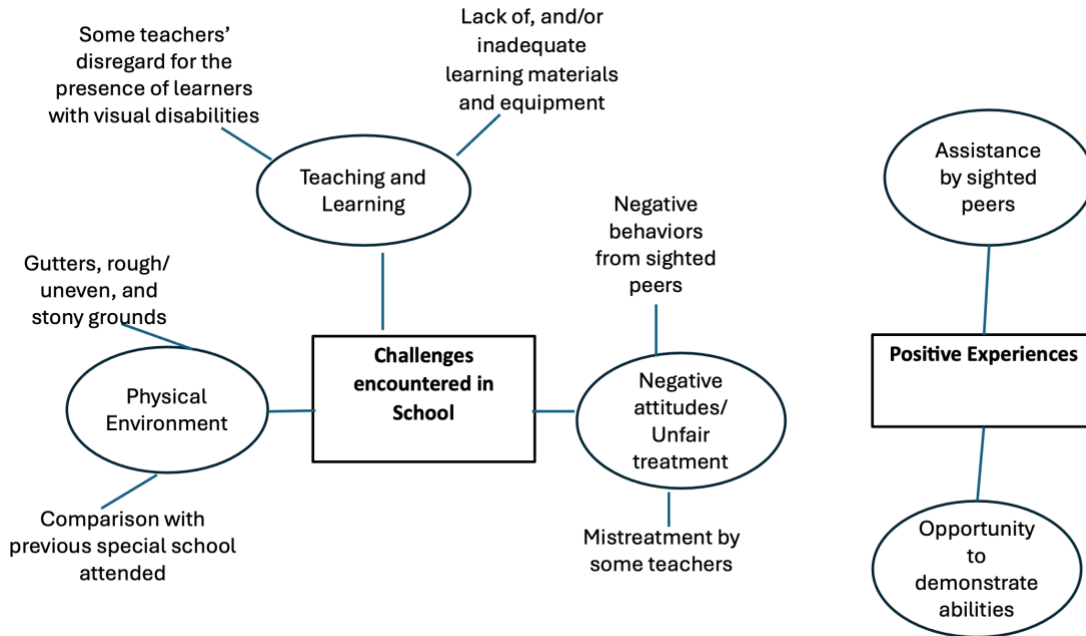 Some teachers’
disregard for the
presence of learners
with visual disabilities
Lack of, and/or
inadequate
learning materials
and equipment
Teaching and
Learning
Gutters, rough/
uneven, and
stony grounds
Physical
Environment
Comparison with
previous special school
attended
Challenges
encountered in
School
Negative
behaviors
from sighted
peers
Negative
attitudes/
Unfair
treatment
Mistreatment by
some teachers
Assistance
by sighted
peers
Positive Experiences
Opportunity
to
demonstrate
abilities